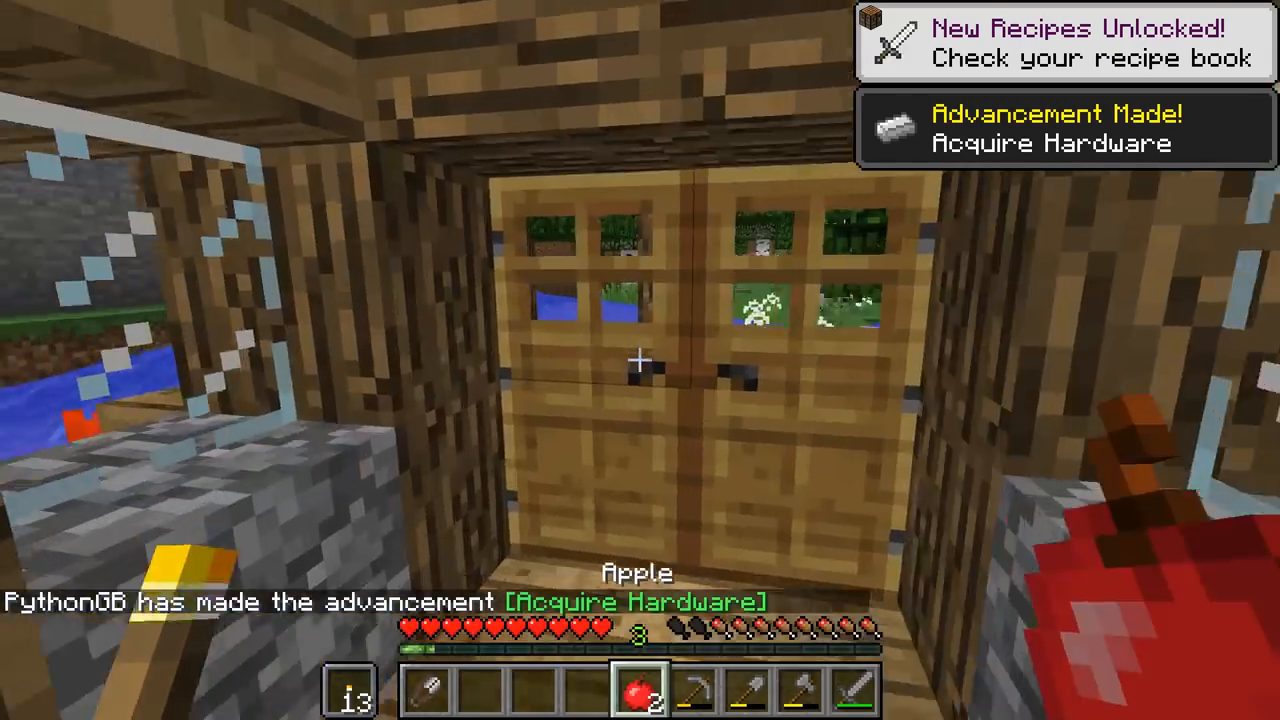 New Recipes Unlocked!
Check your recipe book
Advancement Made!
Acquire Hardware
Apple
PythonGB has made the advancement [Acquire Hardware]
3
13
2